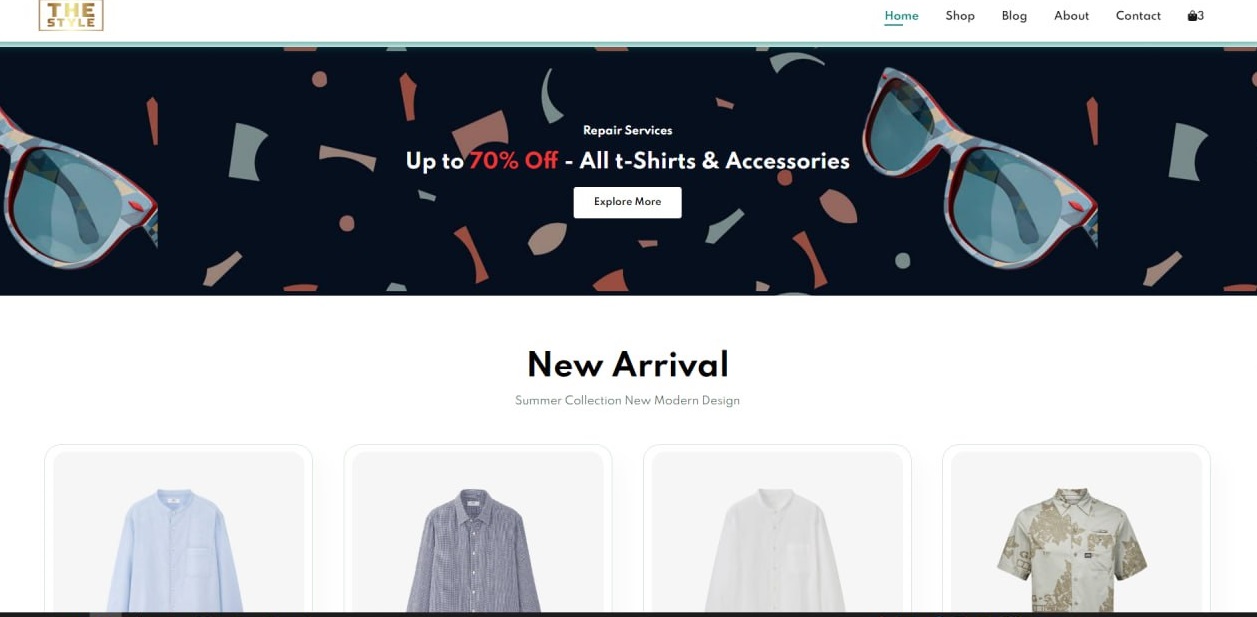 THE
STYLE
Home Shop Blog About Contact 3
Repair Services
Up to 70% Off - All t-Shirts & Accessories
Explore More
New Arrival
Summer Collection New Modern Design